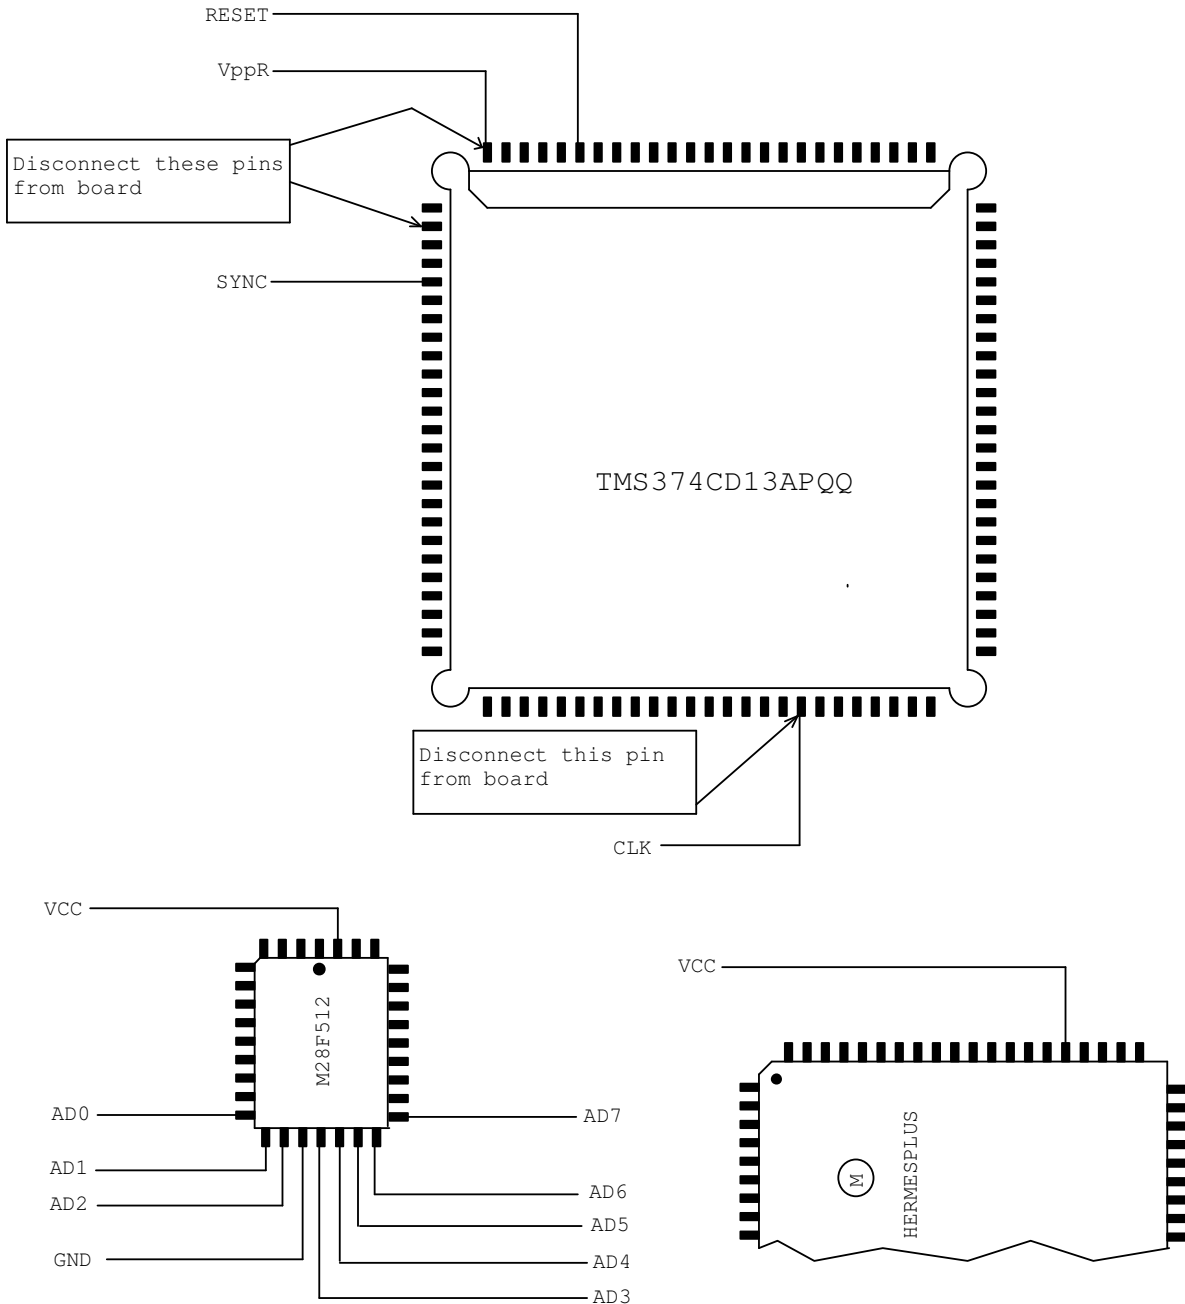 RESET
VppR
Disconnect these pins
from board
SYNC
TMS374CD13APQQ
Disconnect this pin
from board
CLK
VCC
M28F512
AD0
AD1
AD2
GND
AD7
AD6
AD5
AD4
AD3
VCC
HERMESPLUS
M